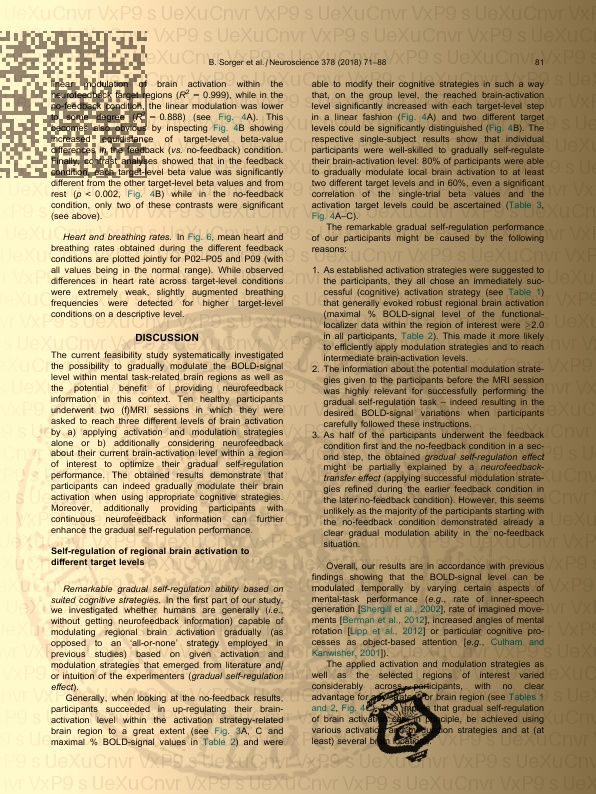 B. Sorger et al. / Neuroscience 378 (2018) 71–88
81
linear modulation of brain activation within the
neurofeedback target regions (R² = 0.999), while in the
no-feedback condition, the linear modulation was lower
to some degree (R² = 0.888) (see Fig. 4A). This
becomes also obvious by inspecting Fig. 4B showing
increased equidistance of target-level beta-value
differences in the feedback (vs. no-feedback) condition.
Finally, contrast analyses showed that in the feedback
condition, each target-level beta value was significantly
different from the other target-level beta values and from
rest (p < 0.002, Fig. 4B) while in the no-feedback
condition, only two of these contrasts were significant
(see above).
Heart and breathing rates. In Fig. 6, mean heart and
breathing rates obtained during the different feedback
conditions are plotted jointly for P02–P05 and P09 (with
all values being in the normal range). While observed
differences in heart rate across target-level conditions
were extremely weak, slightly augmented breathing
frequencies were detected for higher target-level
conditions on a descriptive level.
DISCUSSION
The current feasibility study systematically investigated
the possibility to gradually modulate the BOLD-signal
level within mental task-related brain regions as well as
the potential benefit of providing neurofeedback
information in this context. Ten healthy participants
underwent two (f)MRI sessions in which they were
asked to reach three different levels of brain activation
by a) applying activation and modulation strategies
alone or b) additionally considering neurofeedback
about their current brain-activation level within a region
of interest to optimize their gradual self-regulation
performance. The obtained results demonstrate that
participants can indeed gradually modulate their brain
activation when using appropriate cognitive strategies.
Moreover, additionally providing participants with
continuous neurofeedback information can further
enhance the gradual self-regulation performance.
Self-regulation of regional brain activation to
different target levels
Remarkable gradual self-regulation ability based on
suited cognitive strategies. In the first part of our study,
we investigated whether humans are generally (i.e.,
without getting neurofeedback information) capable of
modulating regional brain activation gradually (as
opposed to an 'all-or-none' strategy employed in
previous studies) based on given activation and
modulation strategies that emerged from literature and/
or intuition of the experimenters (gradual self-regulation
effect).
Generally, when looking at the no-feedback results,
participants succeeded in up-regulating their brain-
activation level within the activation strategy-related
brain region to a great extent (see Fig. 3A, C and
maximal % BOLD-signal values in Table 2) and were
able to modify their cognitive strategies in such a way
that, on the group level, the reached brain-activation
level significantly increased with each target-level step
in a linear fashion (Fig. 4A) and two different target
levels could be significantly distinguished (Fig. 4B). The
respective single-subject results show that individual
participants were well-skilled to gradually self-regulate
their brain-activation level: 80% of participants were able
to gradually modulate local brain activation to at least
two different target levels and in 60%, even a significant
correlation of the single-trial beta values and the
activation target levels could be ascertained (Table 3,
Fig. 4A–C).
The remarkable gradual self-regulation performance
of our participants might be caused by the following
reasons:
1. As established activation strategies were suggested to
the participants, they all chose an immediately suc-
cessful (cognitive) activation strategy (see Table 1)
that generally evoked robust regional brain activation
(maximal % BOLD-signal level of the functional-
localizer data within the region of interest were ≥2.0
in all participants, Table 2). This made it more likely
to efficiently apply modulation strategies and to reach
intermediate brain-activation levels.
2. The information about the potential modulation strate-
gies given to the participants before the MRI session
was highly relevant for successfully performing the
gradual self-regulation task – indeed resulting in the
desired BOLD-signal variations when participants
carefully followed these instructions.
3. As half of the participants underwent the feedback
condition first and the no-feedback condition in a sec-
ond step, the obtained gradual self-regulation effect
might be partially explained by a neurofeedback-
transfer effect (applying successful modulation strate-
gies refined during the earlier feedback condition in
the later no-feedback condition). However, this seems
unlikely as the majority of the participants starting with
the no-feedback condition demonstrated already a
clear gradual modulation ability in the no-feedback
situation.
Overall, our results are in accordance with previous
findings showing that the BOLD-signal level can be
modulated temporally by varying certain aspects of
mental-task performance (e.g., rate of inner-speech
generation [Shergill et al., 2002], rate of imagined move-
ments [Berman et al., 2012], increased angles of mental
rotation [Lipp et al., 2012] or particular cognitive pro-
cesses as object-based attention [e.g., Culham and
Kanwisher, 2001]).
The applied activation and modulation strategies as
well as the selected regions of interest varied
considerably across participants, with no clear
advantage for any strategy or brain region (see Tables 1
and 2, Fig. 4C). This implies that gradual self-regulation
of brain activation can, in principle, be achieved using
various activation and modulation strategies and at (at
least) several brain locations.